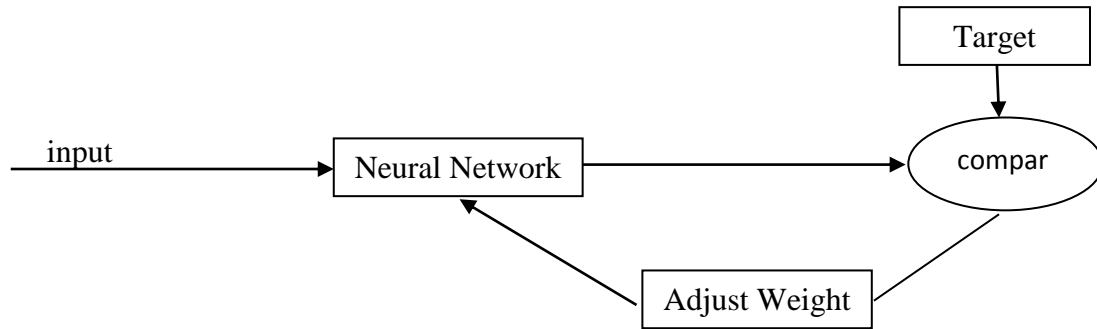 Target
input
Neural Network
compar
Adjust Weight